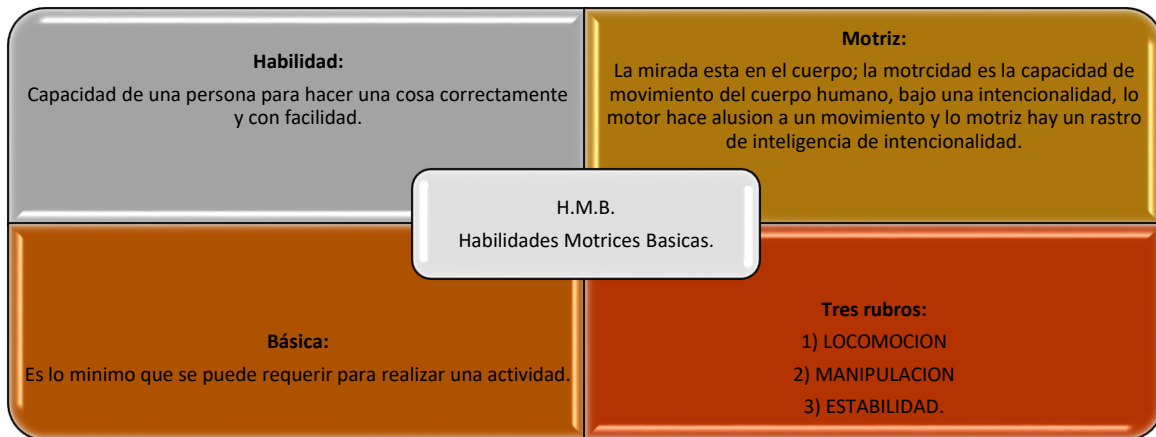 Habilidad:
Capacidad de una persona para hacer una cosa correctamente
y con facilidad.
Motriz:
La mirada esta en el cuerpo; la motrcidad es la capacidad de
movimiento del cuerpo humano, bajo una intencionalidad, lo
motor hace alusion a un movimiento y lo motriz hay un rastro
de inteligencia de intencionalidad.
H.M.B.
Habilidades Motrices Basicas.
Básica:
Es lo minimo que se puede requerir para realizar una actividad.
Tres rubros:
1) LOCOMOCION
2) MANIPULACION
3) ESTABILIDAD.